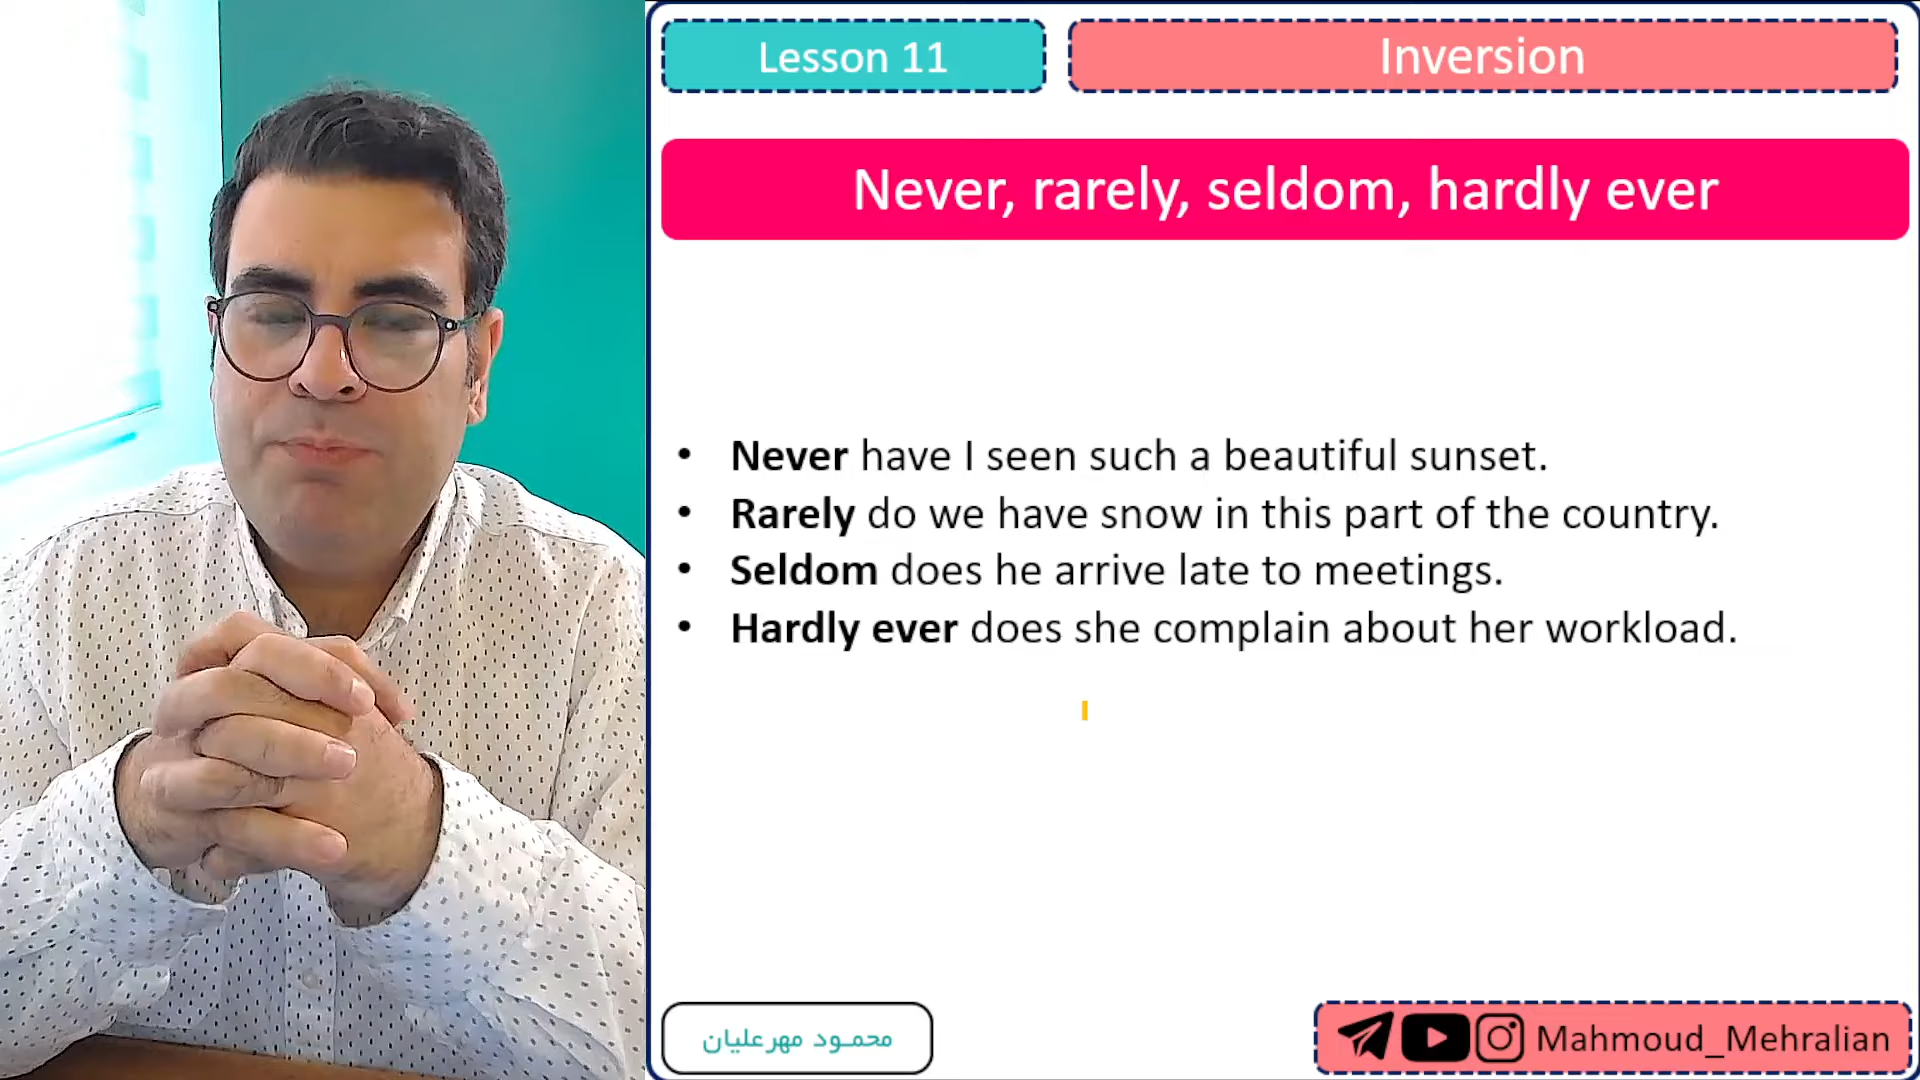 Lesson 11
Inversion
Never, rarely, seldom, hardly ever
• Never have I seen such a beautiful sunset.
• Rarely do we have snow in this part of the country.
• Seldom does he arrive late to meetings.
• Hardly ever does she complain about her workload.
محمود مهرعلیان
Mahmoud_Mehralian